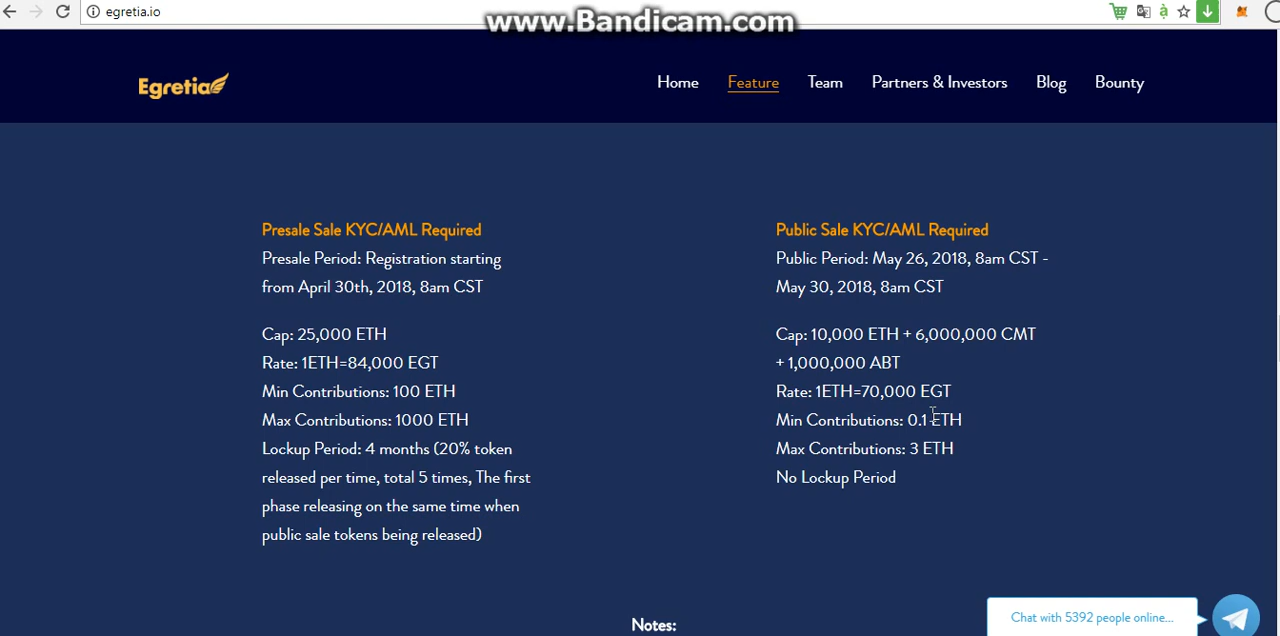 egretia.io
www.Bandicam.com
Egretia
Home Feature Team Partners & Investors Blog Bounty
Presale Sale KYC/AML Required
Presale Period: Registration starting
from April 30th, 2018, 8am CST
Cap: 25,000 ETH
Rate: 1ETH=84,000 EGT
Min Contributions: 100 ETH
Max Contributions: 1000 ETH
Lockup Period: 4 months (20% token
released per time, total 5 times, The first
phase releasing on the same time when
public sale tokens being released)
Public Sale KYC/AML Required
Public Period: May 26, 2018, 8am CST -
May 30, 2018, 8am CST
Cap: 10,000 ETH + 6,000,000 CMT
+ 1,000,000 ABT
Rate: 1ETH=70,000 EGT
Min Contributions: 0.1 ETH
Max Contributions: 3 ETH
No Lockup Period
Notes:
Chat with 5392 people online...